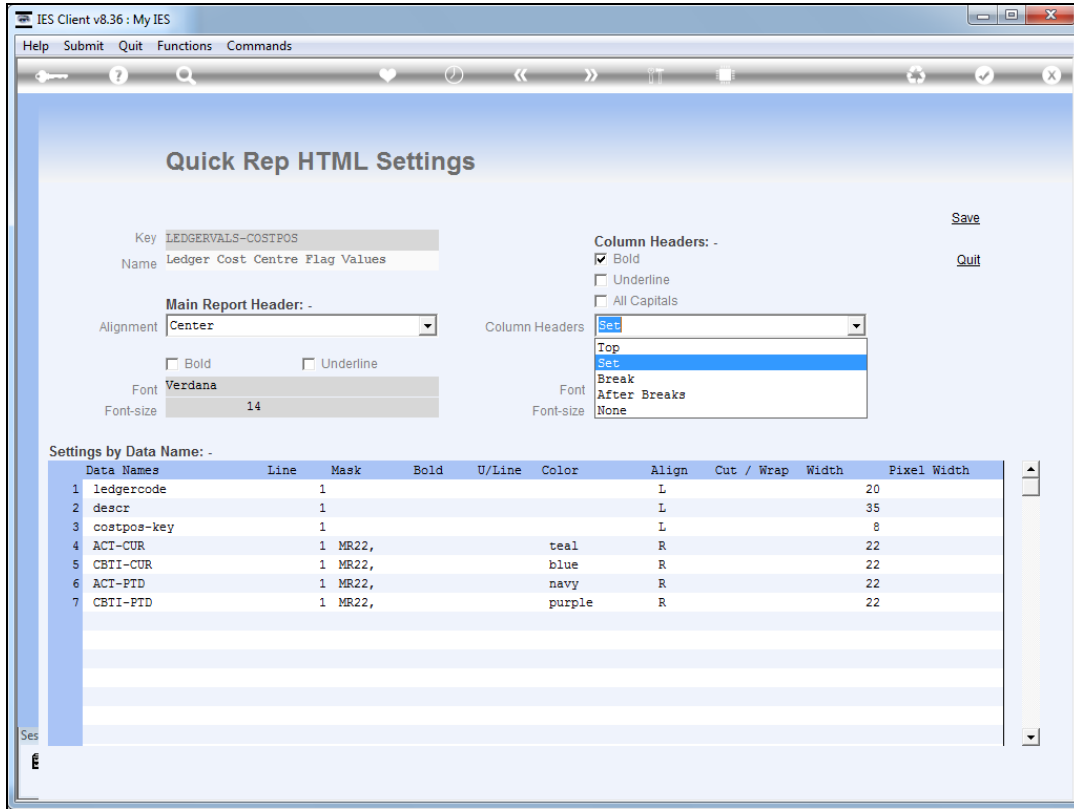 IES Client v8.36 : My IES
Help Submit Quit Functions Commands
Quick Rep HTML Settings
Save
Key LEDGERVALS-COSTPOS
Column Headers: -
Name Ledger Cost Centre Flag Values
Bold
Quit
Underline
Main Report Header: -
All Capitals
Alignment Center
Column Headers Set
Top
Bold Underline
Set
Break
Font Verdana
Font
After Breaks
Font-size 14
Font-size
None
Settings by Data Name: -
Data Names Line Mask Bold U/Line Color Align Cut / Wrap Width Pixel Width
1 ledgercode 1 L 20
2 descr 1 L 35
3 costpos-key 1 L 8
4 ACT-CUR 1 MR22, teal R 22
5 CBTI-CUR 1 MR22, blue R 22
6 ACT-PTD 1 MR22, navy R 22
7 CBTI-PTD 1 MR22, purple R 22
Ses